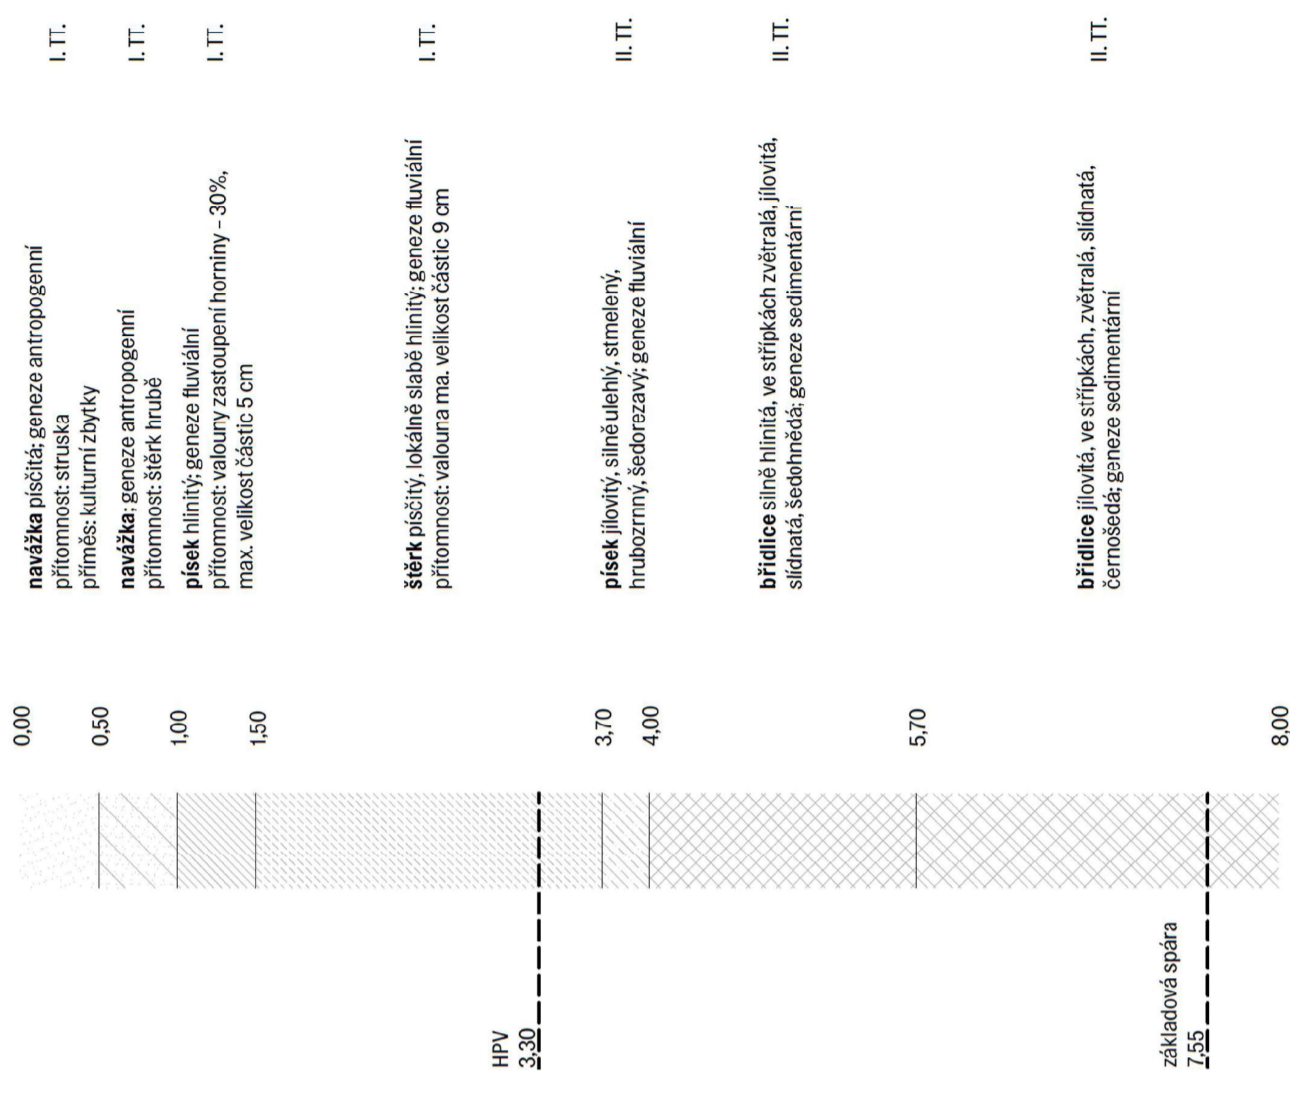 0,00
navážka písčitá; geneze antropogenní
přítomnost: struska
příměs: kulturní zbytky
I. TT.
0,50
navážka; geneze antropogenní
přítomnost: štěrk hrubě
I. TT.
1,00
písek hlinitý; geneze fluviální
přítomnost: valouny zastoupení horniny – 30%,
max. velikost částic 5 cm
I. TT.
1,50
štěrk písčitý, lokálně slabě hlinitý; geneze fluviální
přítomnost: valouna ma. velikost částic 9 cm
I. TT.
HPV
3,30
3,70
písek jílovitý, silně ulehlý, stmelený,
hrubozrnný, šedorezavý; geneze fluviální
II. TT.
4,00
břidlice silně hlinitá, ve střípkách zvětralá, jílovitá,
slídnatá, šedohnědá; geneze sedimentární
II. TT.
5,70
břidlice jílovitá, ve střípkách, zvětralá, slídnatá,
černošedá; geneze sedimentární
II. TT.
základová spára
7,55
8,00